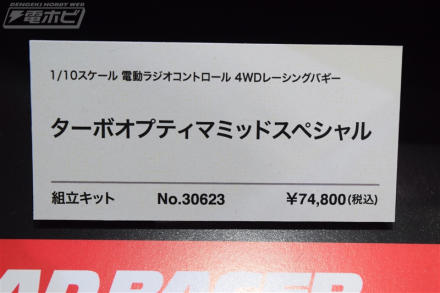 DENGEKI HOBBY WEB
電ホビ
1/10スケール 電動ラジオコントロール 4WDレーシングバギー
ターボオプティマミッドスペシャル
組立キット No.30623 ¥74,800(税込)
AD RACER